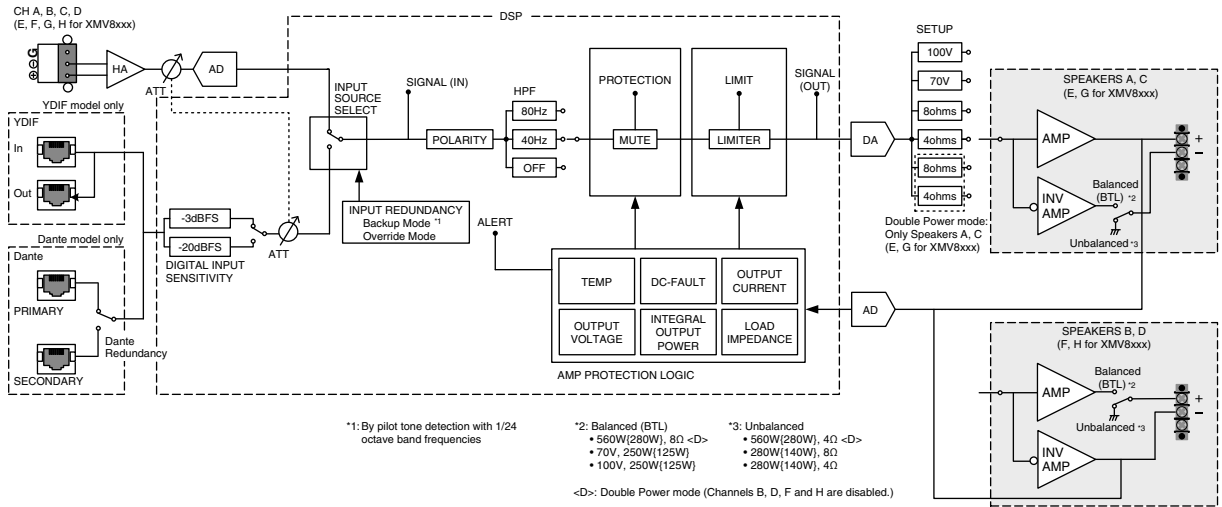 CH A, B, C, D
(E, F, G, H for XMV8xxx)
G
⊖
⊕
HA
ATT
AD
YDIF model only
YDIF
In
Out
Dante model only
Dante
PRIMARY
SECONDARY
Dante
Redundancy
-3dBFS
-20dBFS
DIGITAL INPUT
SENSITIVITY
ATT
DSP
INPUT
SOURCE
SELECT
INPUT REDUNDANCY
Backup Mode *1
Override Mode
SIGNAL (IN)
POLARITY
HPF
80Hz
40Hz
OFF
PROTECTION
MUTE
LIMIT
LIMITER
SIGNAL
(OUT)
ALERT
TEMP
DC-FAULT
OUTPUT
CURRENT
OUTPUT
VOLTAGE
INTEGRAL
OUTPUT
POWER
LOAD
IMPEDANCE
AMP PROTECTION LOGIC
DA
AD
SETUP
100V
70V
8ohms
4ohms
8ohms
4ohms
Double Power mode:
Only Speakers A, C
(E, G for XMV8xxx)
SPEAKERS A, C
(E, G for XMV8xxx)
AMP
INV
AMP
Balanced
(BTL) *2
Unbalanced *3
+
−
SPEAKERS B, D
(F, H for XMV8xxx)
AMP
INV
AMP
Balanced
(BTL) *2
Unbalanced *3
+
−
*1: By pilot tone detection with 1/24
octave band frequencies
*2: Balanced (BTL)
• 560W{280W}, 8Ω <D>
• 70V, 250W{125W}
• 100V, 250W{125W}
*3: Unbalanced
• 560W{280W}, 4Ω <D>
• 280W{140W}, 8Ω
• 280W{140W}, 4Ω
<D>: Double Power mode (Channels B, D, F and H are disabled.)